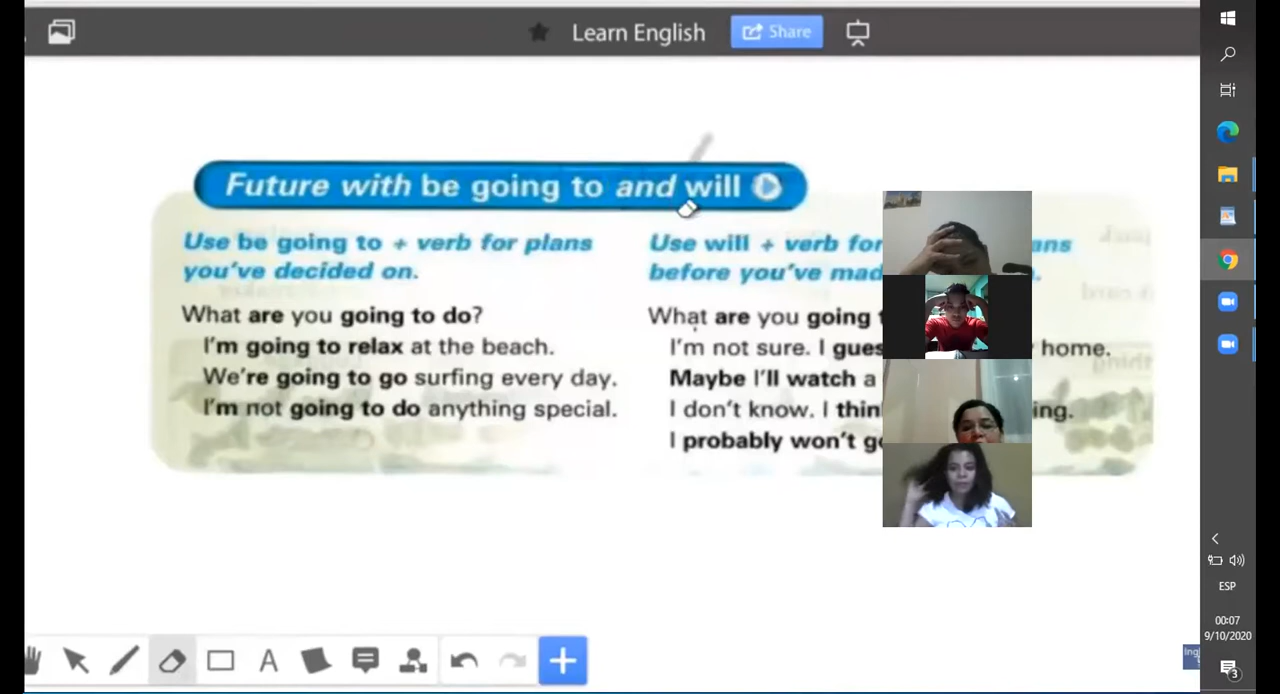 Learn English
Share
Future with be going to and will
Use be going to + verb for plans
you've decided on.
What are you going to do?
I'm going to relax at the beach.
We're going to go surfing every day.
I'm not going to do anything special.
Use will + verb for
before you've mad
What are you going
I'm not sure. I gues home.
Maybe I'll watch a
I don't know. I thin ing.
I probably won't g
A
ESP
00:07
9/10/2020
3